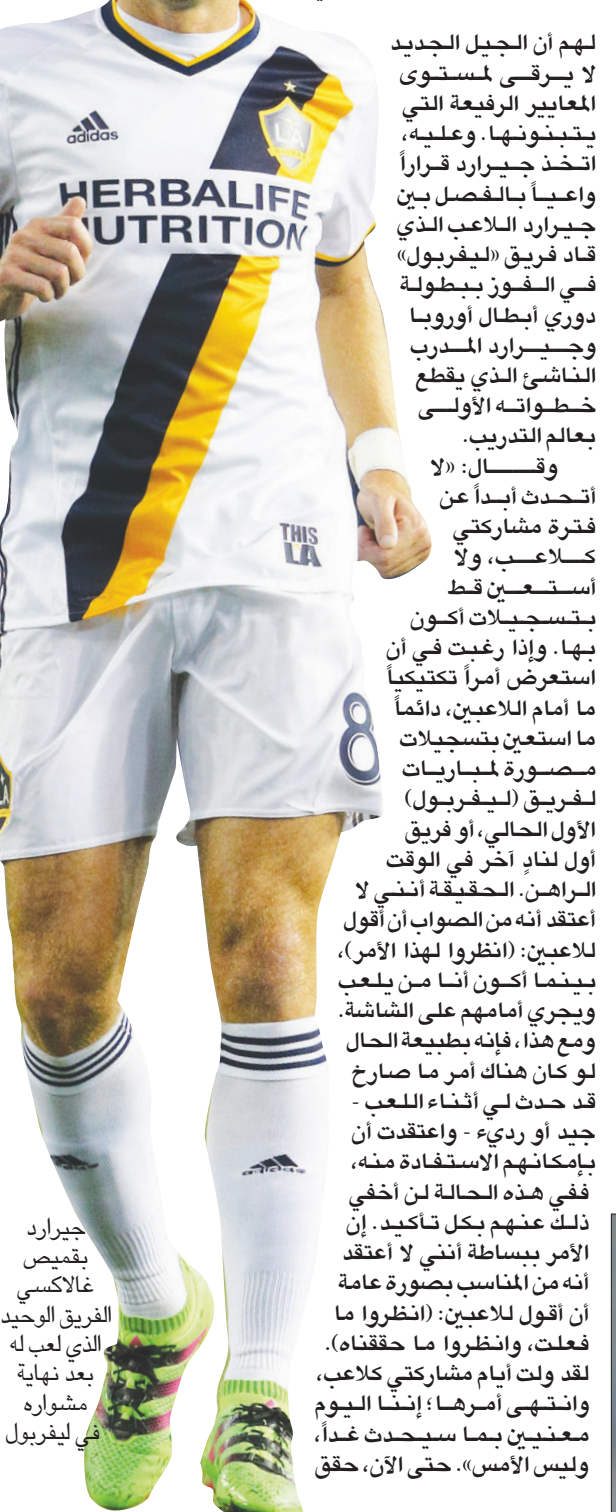 لهم أن الجيل الجديد
لا يرقى لمستوى
المعايير الرفيعة التي
يتبنونها. وعليه،
اتخذ جيرارد قراراً
واعياً بالفصل بين
جيرارد اللاعب الذي
قاد فريق «ليفربول»
في الفوز ببطولة
دوري أبطال أوروبا
وجيرارد المدرب
الناشئ الذي يقطع
خطواته الأولى
بعالم التدريب.
وقال: «لا
أتحدث أبداً عن
فترة مشاركتي
كلاعب، ولا
أستعين قط
بتسجيلات أكون
بها. وإذا رغبت في أن
استعرض أمراً تكتيكياً
ما أمام اللاعبين، دائماً
ما استعين بتسجيلات
مصورة لمباريات
لفريق (ليفربول)
الأول الحالي، أو فريق
أول لنادٍ آخر في الوقت
الراهن. الحقيقة أنني لا
أعتقد أنه من الصواب أن أقول
للاعبين: (انظروا لهذا الأمر)،
بينما أكون أنا من يلعب
ويجري أمامهم على الشاشة.
ومع هذا، فإنه بطبيعة الحال
لو كان هناك أمر ما صارخ
قد حدث لي أثناء اللعب -
جيد أو رديء - واعتقدت أن
بإمكانهم الاستفادة منه،
ففي هذه الحالة لن أخفي
ذلك عنهم بكل تأكيد. إن
الأمر ببساطة أنني لا أعتقد
أنه من المناسب بصورة عامة
أن أقول للاعبين: (انظروا ما
فعلت، وانظروا ما حققناه).
لقد ولت أيام مشاركتي كلاعب،
وانتهى أمرها؛ إننا اليوم
معنيين بما سيحدث غداً،
وليس الأمس». حتى الآن، حقق
adidas
LA
HERBALIFE
NUTRITION
THIS
IS
LA
8
adidas
adidas
جيرارد
بقميص
غالاكسي
الفريق الوحيد
الذي لعب له
بعد نهاية
مشواره
في ليفربول